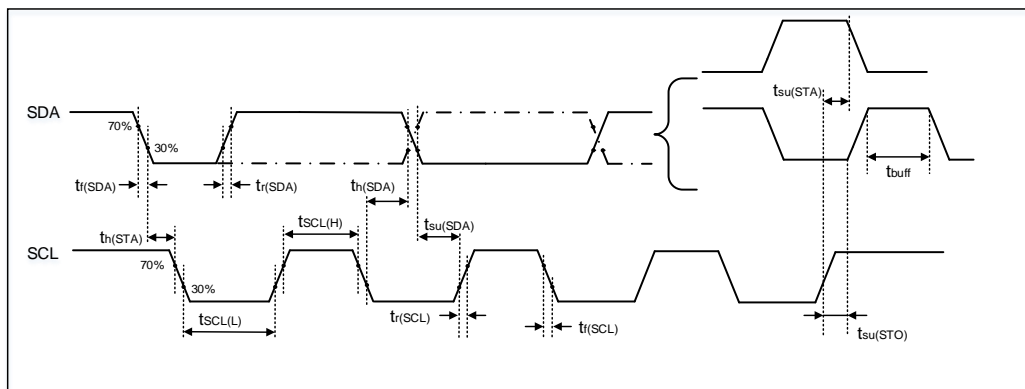 tsu(STA)
SDA
70%
30%
tbuff
tf(SDA)
tr(SDA)
th(SDA)
tSCL(H)
tsu(SDA)
th(STA)
SCL
70%
30%
tSCL(L)
tr(SCL)
tf(SCL)
tsu(STO)